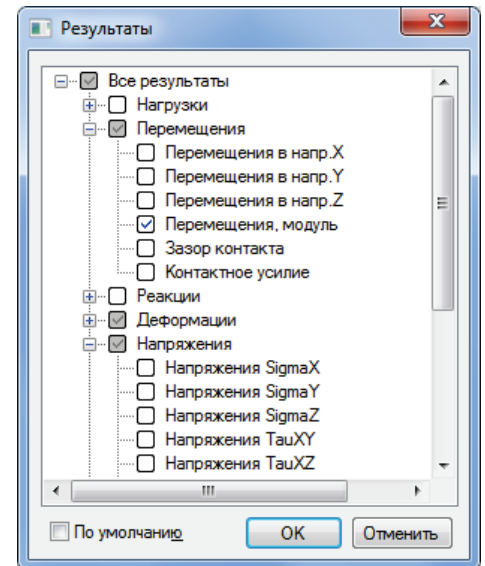 Результаты
Все результаты
Нагрузки
Перемещения
Перемещения в напр.X
Перемещения в напр.Y
Перемещения в напр.Z
Перемещения, модуль
Зазор контакта
Контактное усилие
Реакции
Деформации
Напряжения
Напряжения SigmaX
Напряжения SigmaY
Напряжения SigmaZ
Напряжения TauXY
Напряжения TauXZ
По умолчанию
OK
Отменить